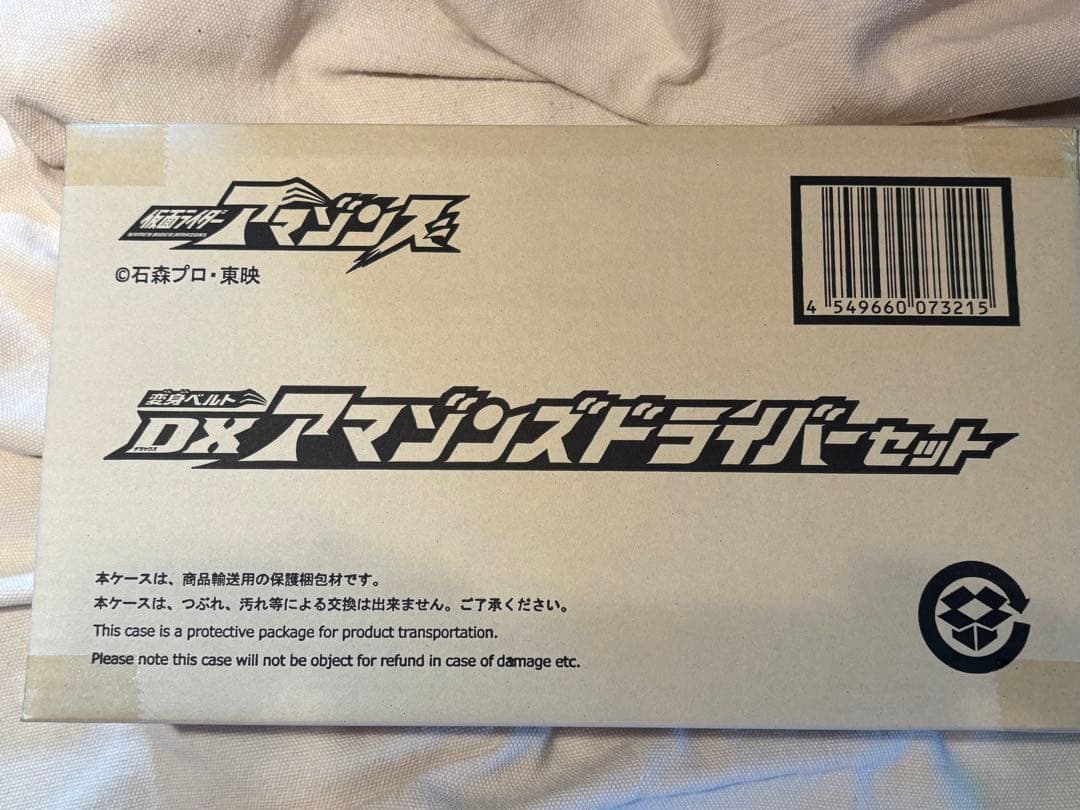 仮面ライダー
アマゾンズ
KAMEN RIDER AMAZONS
©石森プロ・東映
4 549660 073215
変身ベルト
DXアマゾンズドライバーセット
デラックス
本ケースは、商品輸送用の保護梱包材です。
本ケースは、つぶれ、汚れ等による交換は出来ません。ご了承ください。
This case is a protective package for product transportation.
Please note this case will not be object for refund in case of damage etc.